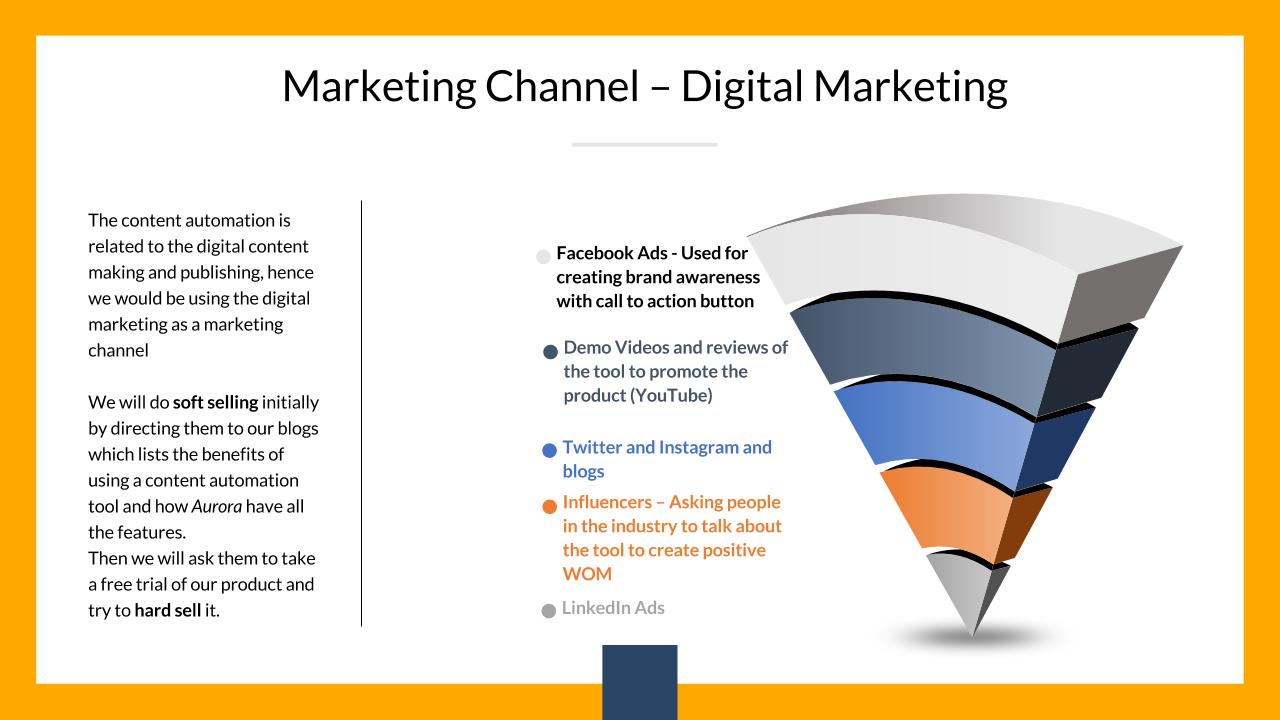 Marketing Channel – Digital Marketing
The content automation is
related to the digital content
making and publishing, hence
we would be using the digital
marketing as a marketing
channel
We will do soft selling initially
by directing them to our blogs
which lists the benefits of
using a content automation
tool and how Aurora have all
the features.
Then we will ask them to take
a free trial of our product and
try to hard sell it.
Facebook Ads - Used for
creating brand awareness
with call to action button
Demo Videos and reviews of
the tool to promote the
product (YouTube)
Twitter and Instagram and
blogs
Influencers – Asking people
in the industry to talk about
the tool to create positive
WOM
LinkedIn Ads